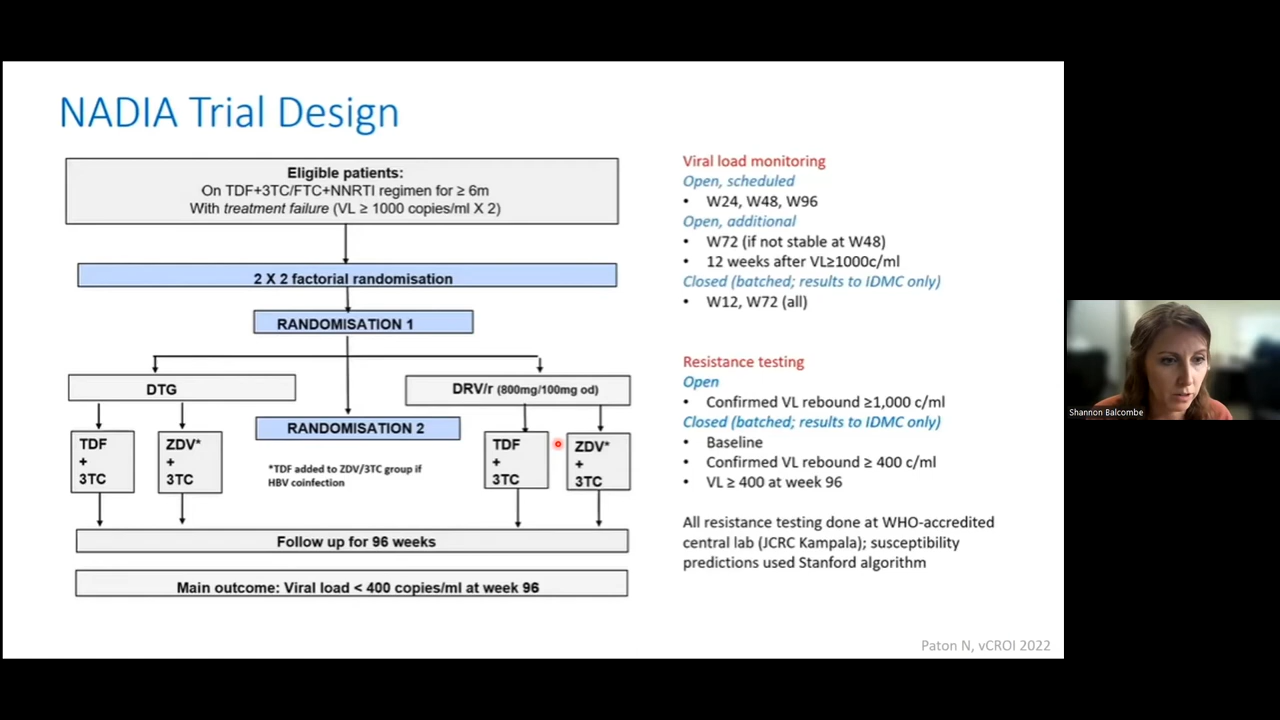 NADIA Trial Design
Eligible patients:
On TDF+3TC/FTC+NNRTI regimen for ≥ 6m
With treatment failure (VL ≥ 1000 copies/ml X 2)
2 X 2 factorial randomisation
RANDOMISATION 1
DTG
DRV/r (800mg/100mg od)
RANDOMISATION 2
TDF
+
3TC
ZDV*
+
3TC
*TDF added to ZDV/3TC group if
HBV coinfection
TDF
+
3TC
ZDV*
+
3TC
Follow up for 96 weeks
Main outcome: Viral load < 400 copies/ml at week 96
Viral load monitoring
Open, scheduled
• W24, W48, W96
Open, additional
• W72 (if not stable at W48)
• 12 weeks after VL≥1000c/ml
Closed (batched; results to IDMC only)
• W12, W72 (all)
Resistance testing
Open
• Confirmed VL rebound ≥1,000 c/ml
Closed (batched; results to IDMC only)
• Baseline
• Confirmed VL rebound ≥ 400 c/ml
• VL ≥ 400 at week 96
All resistance testing done at WHO-accredited
central lab (JCRC Kampala); susceptibility
predictions used Stanford algorithm
Paton N, vCROI 2022
Shannon Balcombe